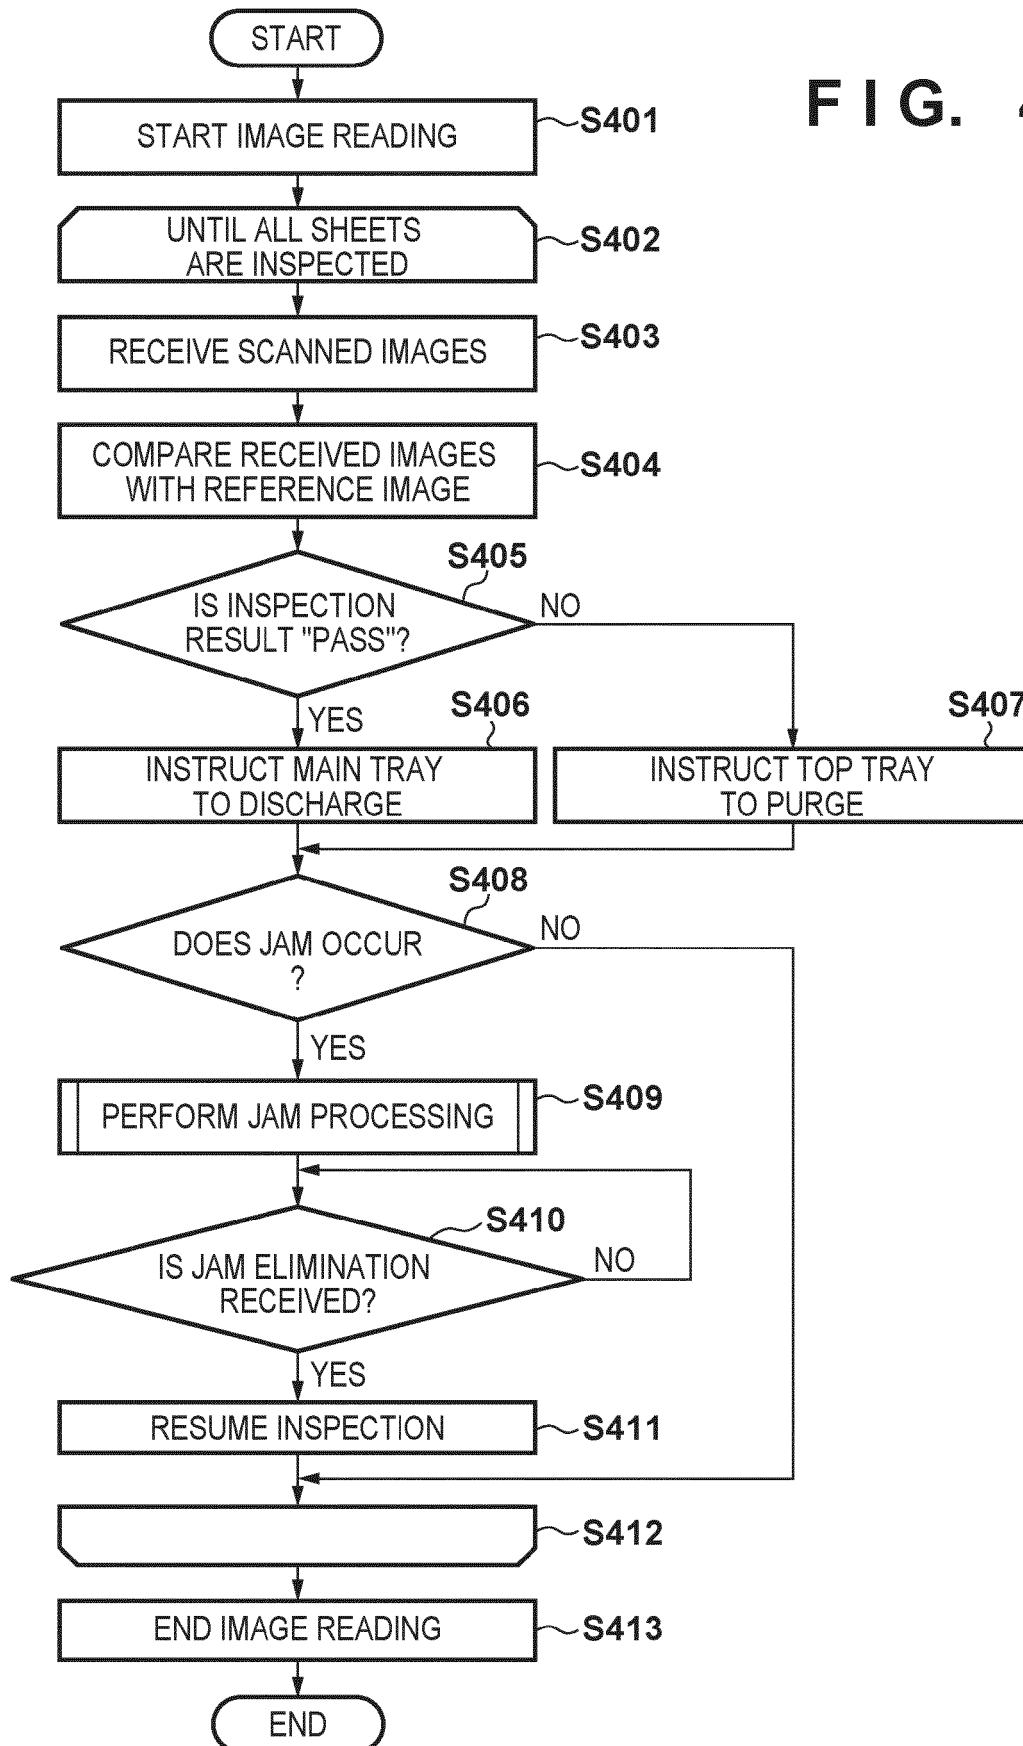 START
F I G. 4
START IMAGE READING
S401
UNTIL ALL SHEETS
ARE INSPECTED
S402
RECEIVE SCANNED IMAGES
S403
COMPARE RECEIVED IMAGES
WITH REFERENCE IMAGE
S404
S405
IS INSPECTION
RESULT "PASS"?
NO
YES
S406
S407
INSTRUCT MAIN TRAY
TO DISCHARGE
INSTRUCT TOP TRAY
TO PURGE
S408
DOES JAM OCCUR
?
NO
YES
PERFORM JAM PROCESSING
S409
S410
IS JAM ELIMINATION
RECEIVED?
NO
YES
RESUME INSPECTION
S411
S412
END IMAGE READING
S413
END